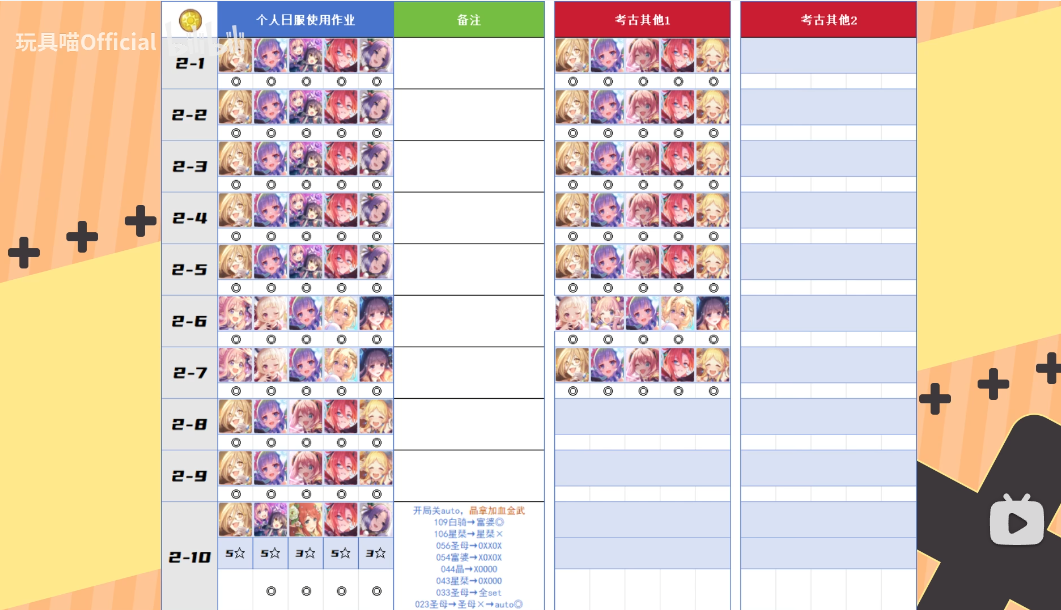 玩具喵Official
bilibili
个人日服使用作业 备注 考古其他1 考古其他2
2-1
◎ ◎ ◎ ◎ ◎ ◎ ◎ ◎ ◎ ◎
2-2
◎ ◎ ◎ ◎ ◎ ◎ ◎ ◎ ◎ ◎
2-3
◎ ◎ ◎ ◎ ◎ ◎ ◎ ◎ ◎ ◎
2-4
◎ ◎ ◎ ◎ ◎ ◎ ◎ ◎ ◎ ◎
2-5
◎ ◎ ◎ ◎ ◎ ◎ ◎ ◎ ◎ ◎
2-6
◎ ◎ ◎ ◎ ◎ ◎ ◎ ◎ ◎ ◎
2-7
◎ ◎ ◎ ◎ ◎ ◎ ◎ ◎ ◎ ◎
2-8
◎ ◎ ◎ ◎ ◎
2-9
◎ ◎ ◎ ◎ ◎
2-10
5☆ 5☆ 3☆ 5☆ 3☆
◎ ◎ ◎ ◎
开局关auto，晶拿加血金武
109白骑→富婆◎
106星栞→星栞×
056圣母→0XX0X
054富婆→X0X0X
044晶→X0000
043星栞→0X000
033圣母→全set
023圣母→圣母×→auto◎